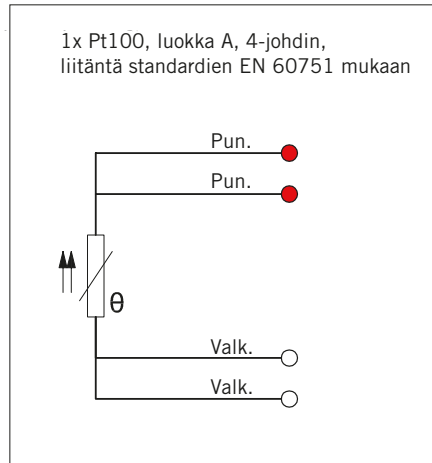 1x Pt100, luokka A, 4-johdin,
liitäntä standardien EN 60751 mukaan
Pun.
Pun.
θ
Valk.
Valk.